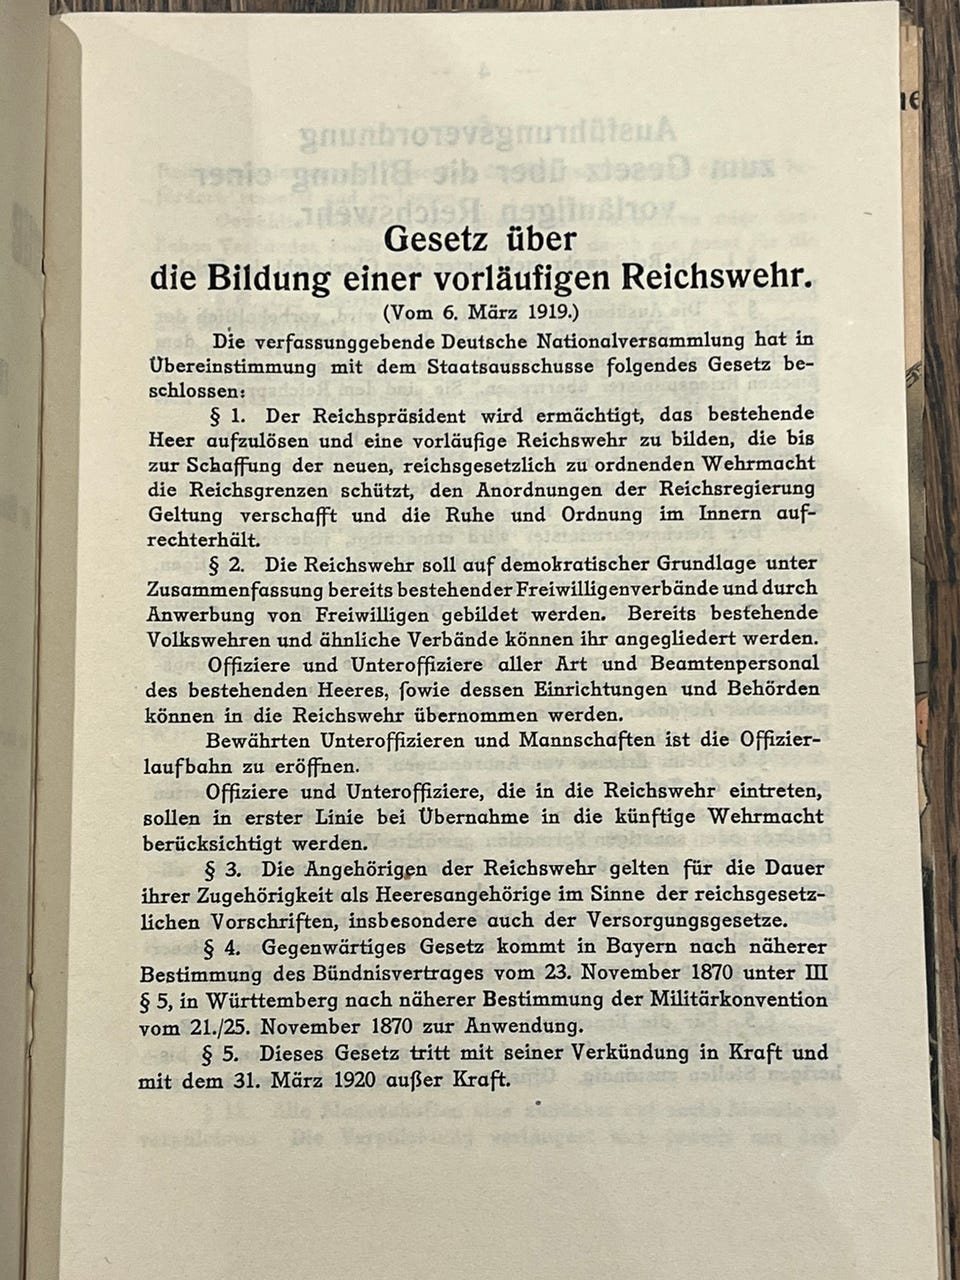 Gesetz über
die Bildung einer vorläufigen Reichswehr.
(Vom 6. März 1919.)
Die verfassunggebende Deutsche Nationalversammlung hat in
Übereinstimmung mit dem Staatsausschusse folgendes Gesetz be-
schlossen:
§ 1. Der Reichspräsident wird ermächtigt, das bestehende
Heer aufzulösen und eine vorläufige Reichswehr zu bilden, die bis
zur Schaffung der neuen, reichsgesetzlich zu ordnenden Wehrmacht
die Reichsgrenzen schützt, den Anordnungen der Reichsregierung
Geltung verschafft und die Ruhe und Ordnung im Innern auf-
rechterhält.
§ 2. Die Reichswehr soll auf demokratischer Grundlage unter
Zusammenfassung bereits bestehender Freiwilligenverbände und durch
Anwerbung von Freiwilligen gebildet werden. Bereits bestehende
Volkswehren und ähnliche Verbände können ihr angegliedert werden.
Offiziere und Unteroffiziere aller Art und Beamtenpersonal
des bestehenden Heeres, ſowie dessen Einrichtungen und Behörden
können in die Reichswehr übernommen werden.
Bewährten Unteroffizieren und Mannschaften ist die Offizier-
laufbahn zu eröffnen.
Offiziere und Unteroffiziere, die in die Reichswehr eintreten,
sollen in erster Linie bei Übernahme in die künftige Wehrmacht
berücksichtigt werden.
§ 3. Die Angehörigen der Reichswehr gelten für die Dauer
ihrer Zugehörigkeit als Heeresangehörige im Sinne der reichsgesetz-
lichen Vorschriften, insbesondere auch der Versorgungsgesetze.
§ 4. Gegenwärtiges Gesetz kommt in Bayern nach näherer
Bestimmung des Bündnisvertrages vom 23. November 1870 unter III
§ 5, in Württemberg nach näherer Bestimmung der Militärkonvention
vom 21./25. November 1870 zur Anwendung.
§ 5. Dieses Gesetz tritt mit seiner Verkündung in Kraft und
mit dem 31. März 1920 außer Kraft.